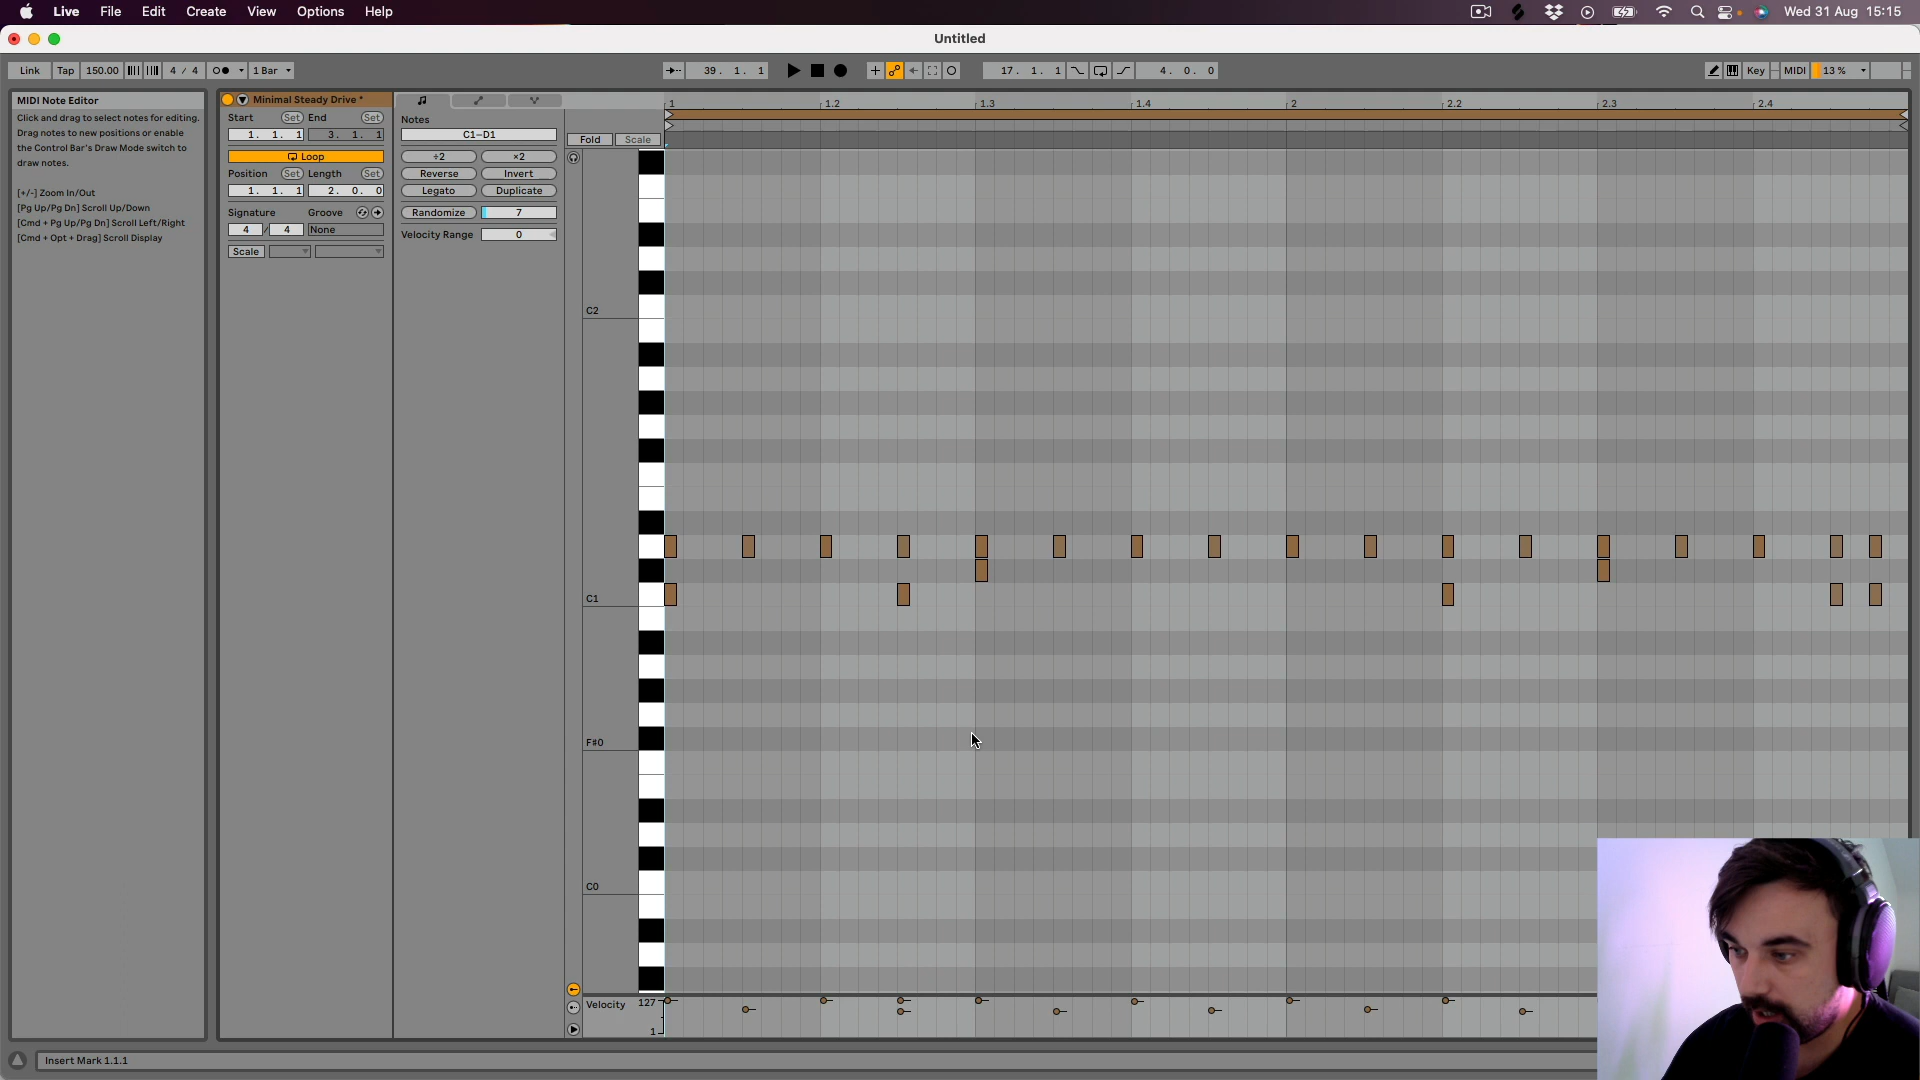 Live File Edit Create View Options Help
Wed 31 Aug 15:15
Untitled
Link Tap 150.00 4 / 4 1 Bar
39. 1. 1
17. 1. 1
4. 0. 0
Key MIDI 13 %
MIDI Note Editor
Click and drag to select notes for editing.
Drag notes to new positions or enable
the Control Bar's Draw Mode switch to
draw notes.
[+/-] Zoom In/Out
[Pg Up/Pg Dn] Scroll Up/Down
[Cmd + Pg Up/Pg Dn] Scroll Left/Right
[Cmd + Opt + Drag] Scroll Display
Minimal Steady Drive *
Start Set End Set
1. 1. 1 3. 1. 1
Loop
Position Set Length Set
1. 1. 1 2. 0. 0
Signature Groove
4 / 4 None
Scale
Notes
C1–D1
÷2 ×2
Reverse Invert
Legato Duplicate
Randomize 7
Velocity Range 0
Fold Scale
1 1.2 1.3 1.4 2 2.2 2.3 2.4
C2
C1
F#0
C0
Velocity 127
1
Insert Mark 1.1.1